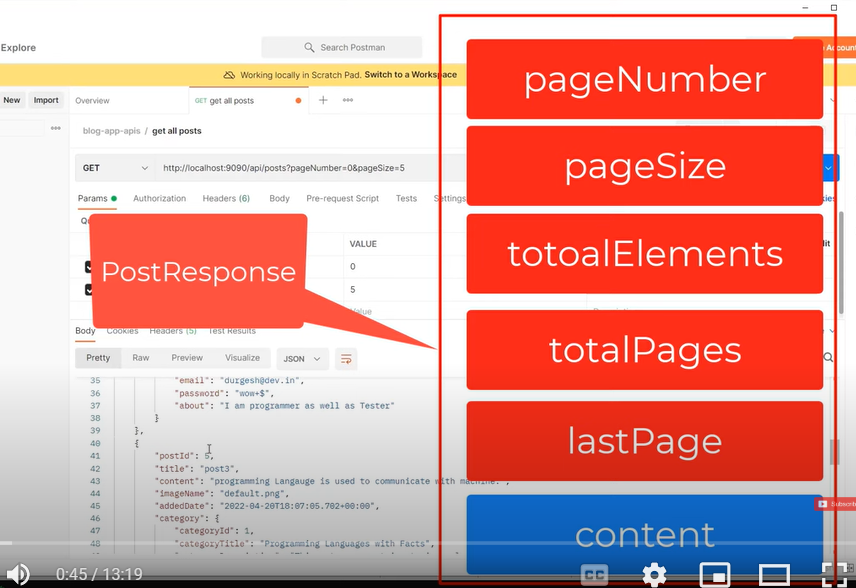 Explore
Search Postman
Account
Working locally in Scratch Pad. Switch to a Workspace
New
Import
Overview
GET get all posts
blog-app-apis / get all posts
GET
http://localhost:9090/api/posts?pageNumber=0&pageSize=5
Params
Authorization
Headers (6)
Body
Pre-request Script
Tests
Settings
VALUE
0
5
Value
PostResponse
pageNumber
pageSize
totoalElements
totalPages
lastPage
content
Body
Cookies
Headers (5)
Test Results
Pretty
Raw
Preview
Visualize
JSON
35 "email": "durgesh@dev.in",
36 "password": "wow+$",
37 "about": "I am programmer as well as Tester"
38 }
39 },
40 {
41 "postId": 5,
42 "title": "post3",
43 "content": "programming Langauge is used to communicate with machine.",
44 "imageName": "default.png",
45 "addedDate": "2022-04-20T18:07:05.702+00:00",
46 "category": {
47 "categoryId": 1,
48 "categoryTitle": "Programming Languages with Facts",
Subscrib
0:45 / 13:19
CC